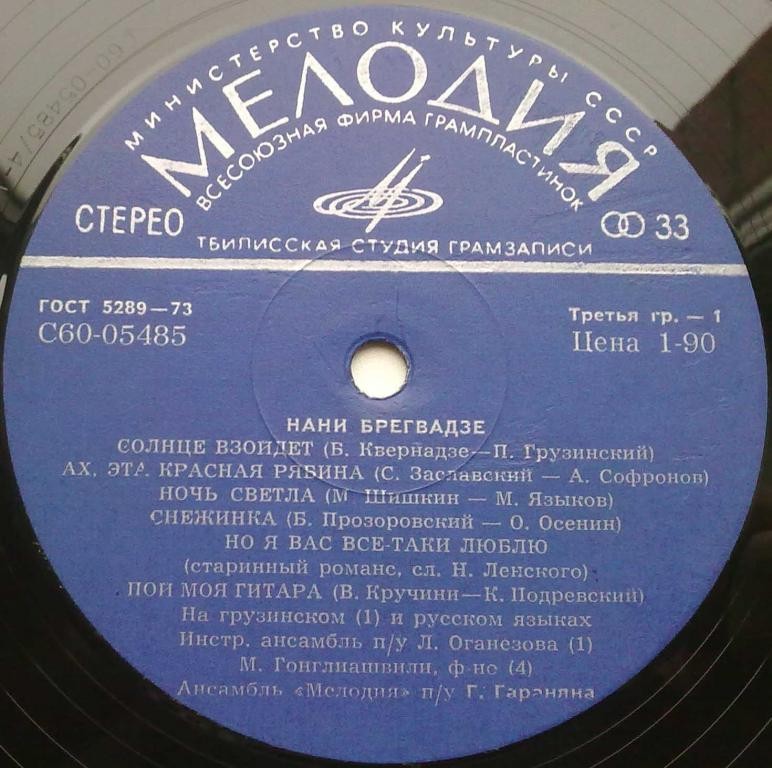 С60-05485/4-
МИНИСТЕРСТВО КУЛЬТУРЫ СССР
МЕЛОДИЯ
ВСЕСОЮЗНАЯ ФИРМА ГРАМПЛАСТИНОК
СТЕРЕО
33
ТБИЛИССКАЯ СТУДИЯ ГРАМЗАПИСИ
ГОСТ 5289—73
Третья гр. — 1
С60-05485
Цена 1-90
НАНИ БРЕГВАДЗЕ
СОЛНЦЕ ВЗОЙДЕТ (Б. Квернадзе—П. Грузинский)
АХ, ЭТА КРАСНАЯ РЯБИНА (С. Заславский — А. Софронов)
НОЧЬ СВЕТЛА (М. Шишкин — М. Языков)
СНЕЖИНКА (Б. Прозоровский — О. Осенин)
НО Я ВАС ВСЕ-ТАКИ ЛЮБЛЮ
(старинный романс, сл. Н. Ленского)
ПОЙ МОЯ ГИТАРА (В. Кручини—К. Подревский)
На грузинском (1) и русском языках
Инстр. ансамбль п/у Л. Оганезова (1)
М. Гонглиашвили, ф-но (4)
Ансамбль «Мелодия» п/у Г. Гараняна